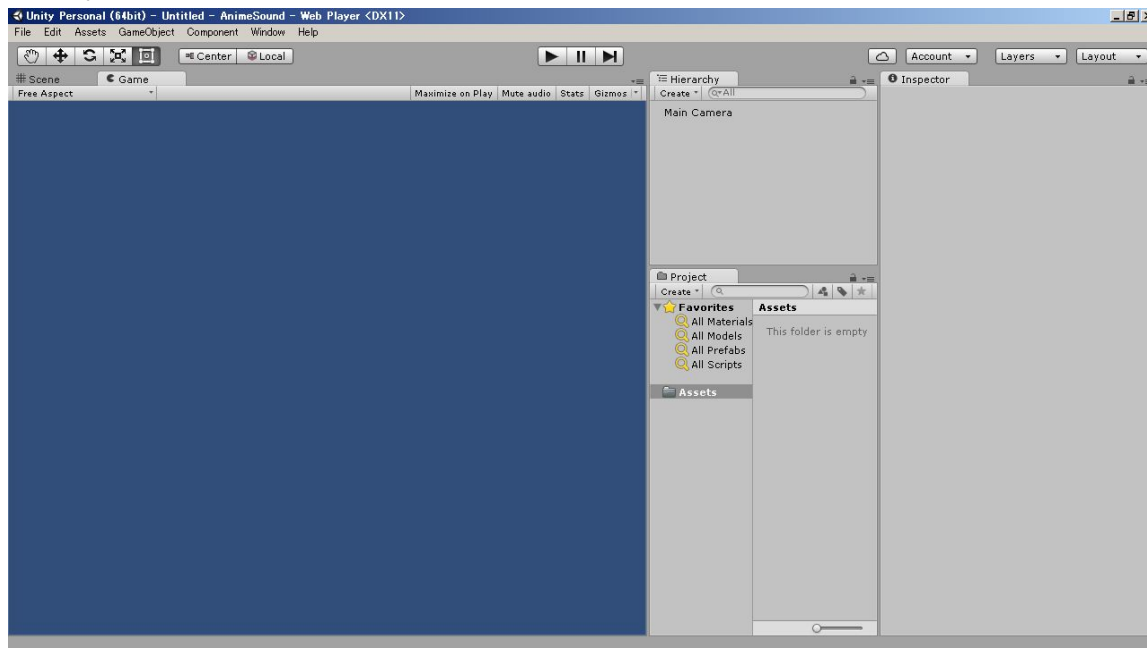 Unity Personal (64bit) - Untitled - AnimeSound - Web Player <DX11>
File Edit Assets GameObject Component Window Help
Center Local Account Layers Layout
Scene Game Hierarchy Inspector
Free Aspect Maximize on Play Mute audio Stats Gizmos Create All
Main Camera
Project
Create
Favorites Assets
All Materials
This folder is empty
All Models
All Prefabs
All Scripts
Assets